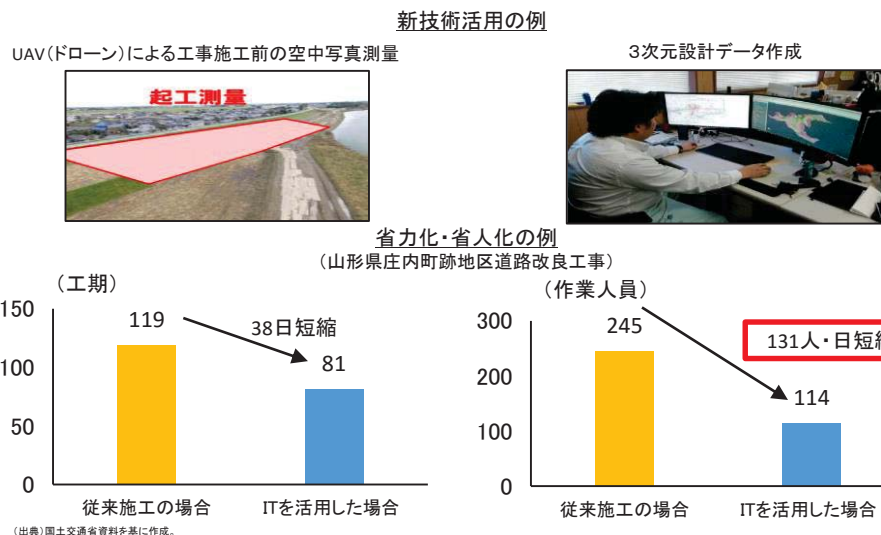 新技術活用の例
UAV(ドローン)による工事施工前の空中写真測量
3次元設計データ作成
起工測量
省力化・省人化の例
(山形県庄内町跡地区道路改良工事)
(工期)
150
100
50
0
119
38日短縮
81
従来施工の場合
ITを活用した場合
(作業人員)
300
200
100
0
245
131人・日短縮
114
従来施工の場合
ITを活用した場合
(出典)国土交通省資料を基に作成。